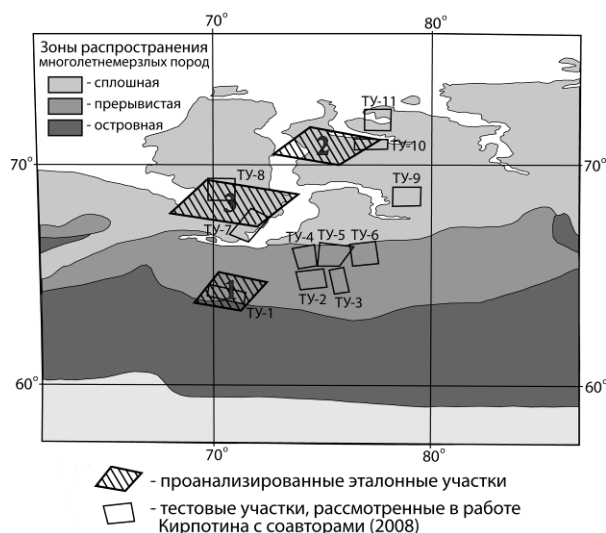 70°
80°
Зоны распространения
многолетнемерзлых пород
- сплошная
- прерывистая
- островная
ТУ-11
2
ТУ-10
70°
70°
ТУ-8
ТУ-9
3
ТУ-7
ТУ-4
ТУ-5
ТУ-6
1
ТУ-2
ТУ-3
ТУ-1
60°
60°
70°
80°
- проанализированные эталонные участки
- тестовые участки, рассмотренные в работе
Кирпотина с соавторами (2008)